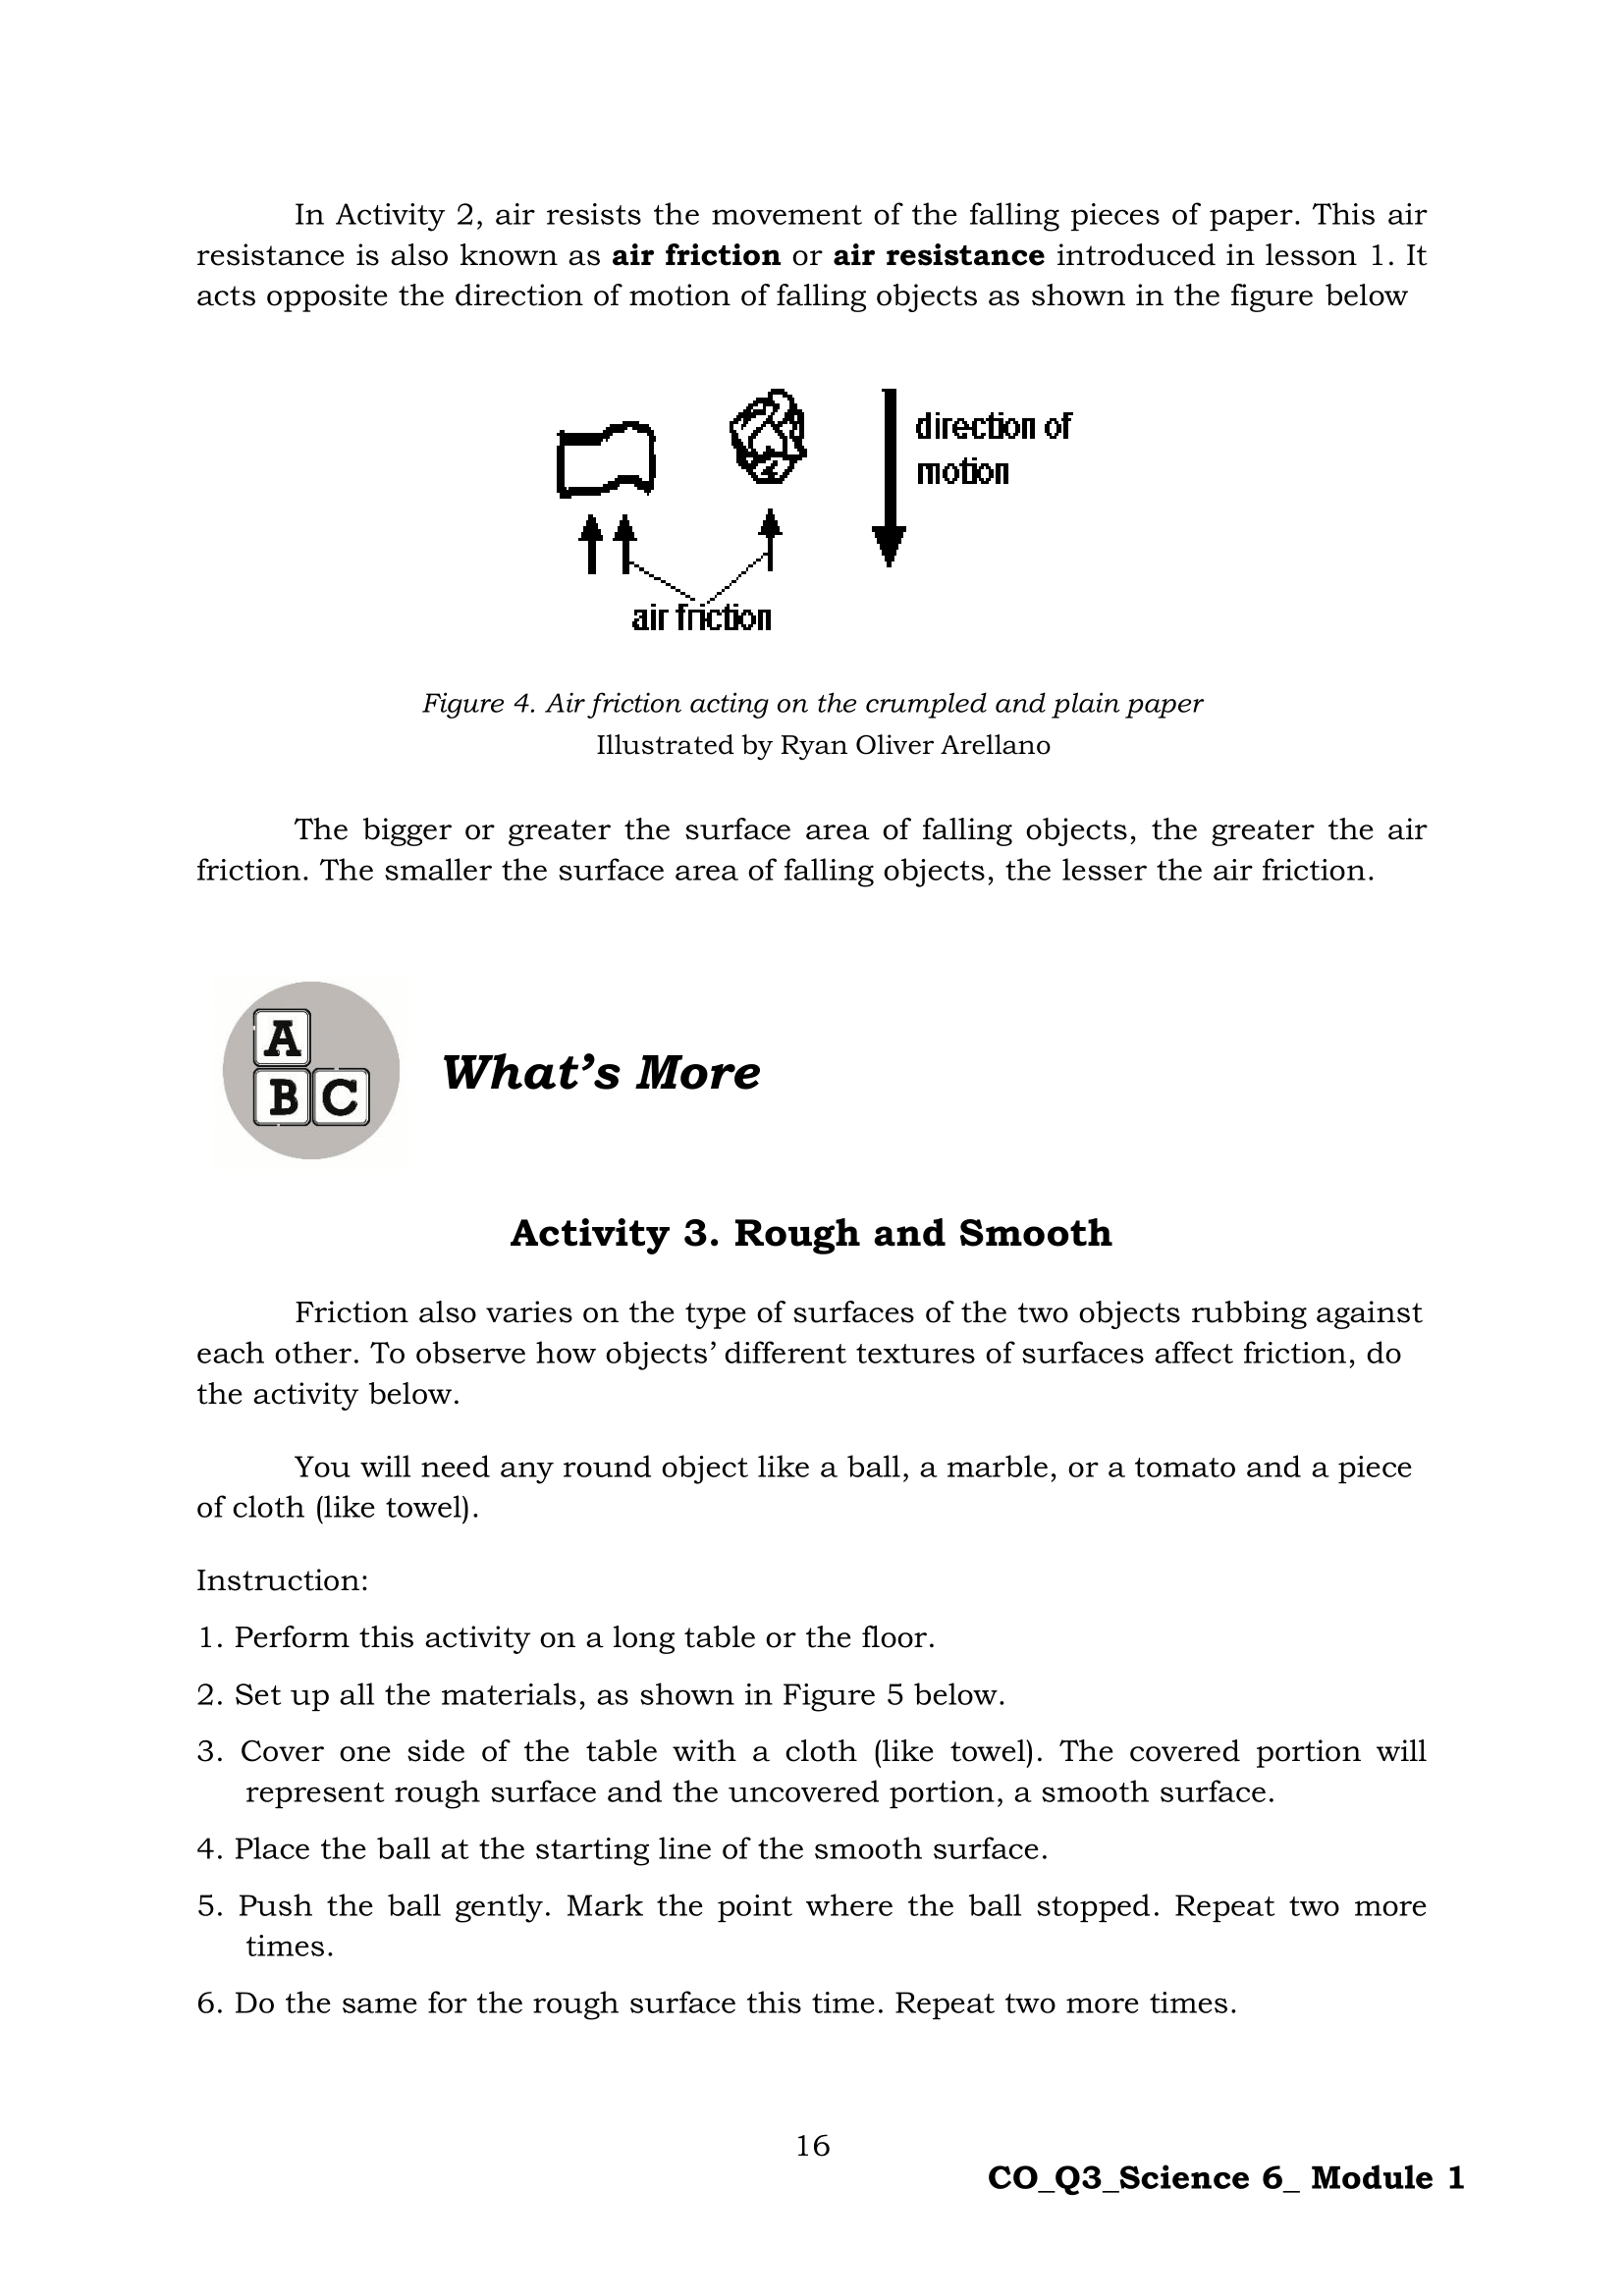 In Activity 2, air resists the movement of the falling pieces of paper. This air
resistance is also known as air friction or air resistance introduced in lesson 1. It
acts opposite the direction of motion of falling objects as shown in the figure below
direction of
motion
air friction
Figure 4. Air friction acting on the crumpled and plain paper
Illustrated by Ryan Oliver Arellano
The bigger or greater the surface area of falling objects, the greater the air
friction. The smaller the surface area of falling objects, the lesser the air friction.
A
B C
What’s More
Activity 3. Rough and Smooth
Friction also varies on the type of surfaces of the two objects rubbing against
each other. To observe how objects’ different textures of surfaces affect friction, do
the activity below.
You will need any round object like a ball, a marble, or a tomato and a piece
of cloth (like towel).
Instruction:
1. Perform this activity on a long table or the floor.
2. Set up all the materials, as shown in Figure 5 below.
3. Cover one side of the table with a cloth (like towel). The covered portion will
represent rough surface and the uncovered portion, a smooth surface.
4. Place the ball at the starting line of the smooth surface.
5. Push the ball gently. Mark the point where the ball stopped. Repeat two more
times.
6. Do the same for the rough surface this time. Repeat two more times.
16
CO_Q3_Science 6_ Module 1